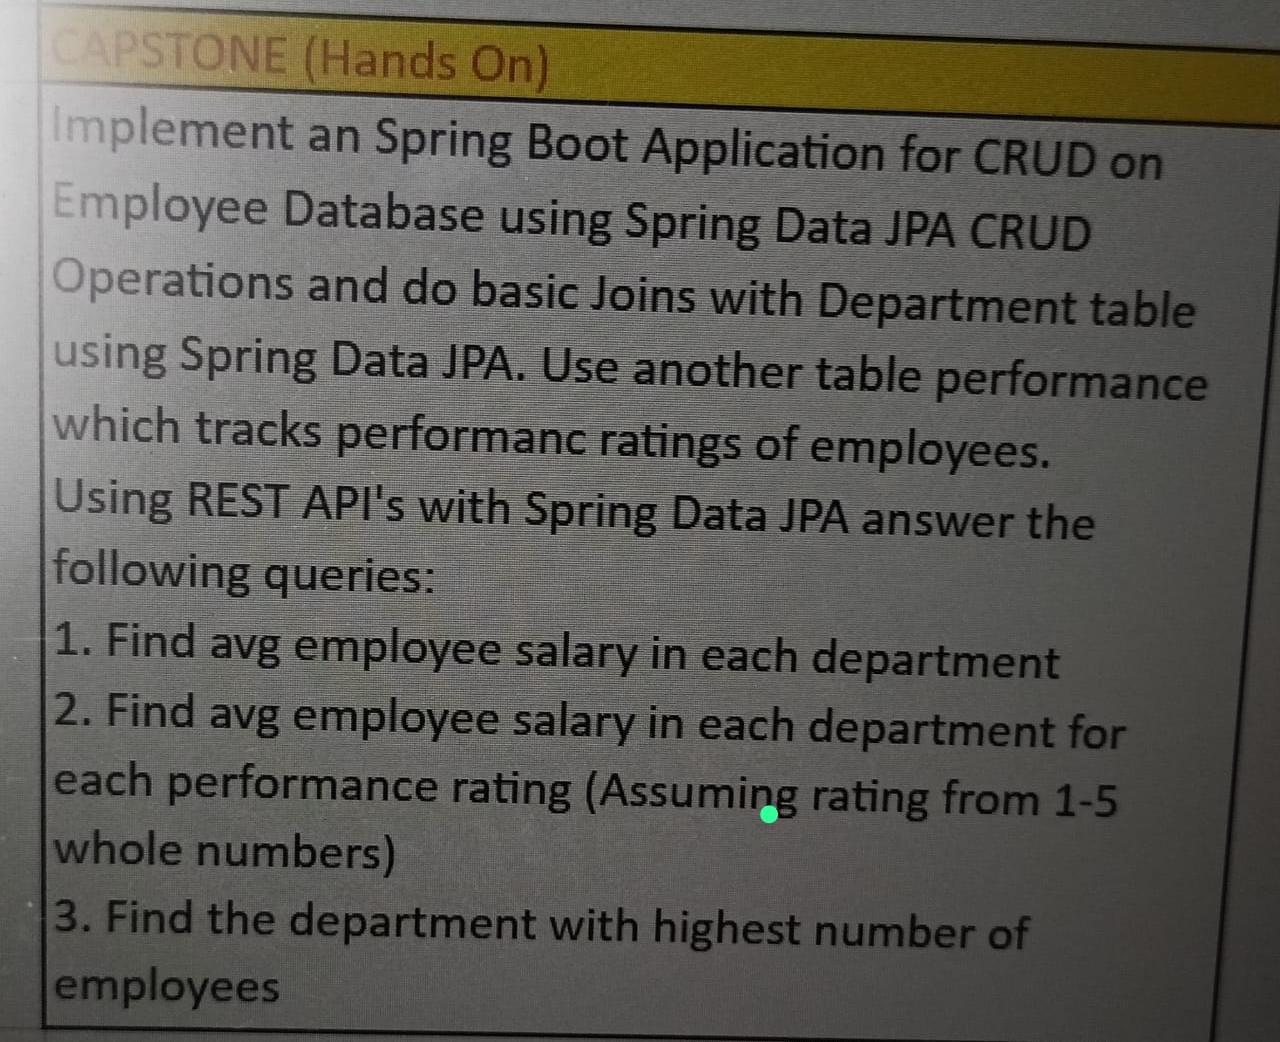 CAPSTONE (Hands On)
Implement an Spring Boot Application for CRUD on
Employee Database using Spring Data JPA CRUD
Operations and do basic Joins with Department table
using Spring Data JPA. Use another table performance
which tracks performanc ratings of employees.
Using REST API's with Spring Data JPA answer the
following queries:
1. Find avg employee salary in each department
2. Find avg employee salary in each department for
each performance rating (Assuming rating from 1-5
whole numbers)
3. Find the department with highest number of
employees